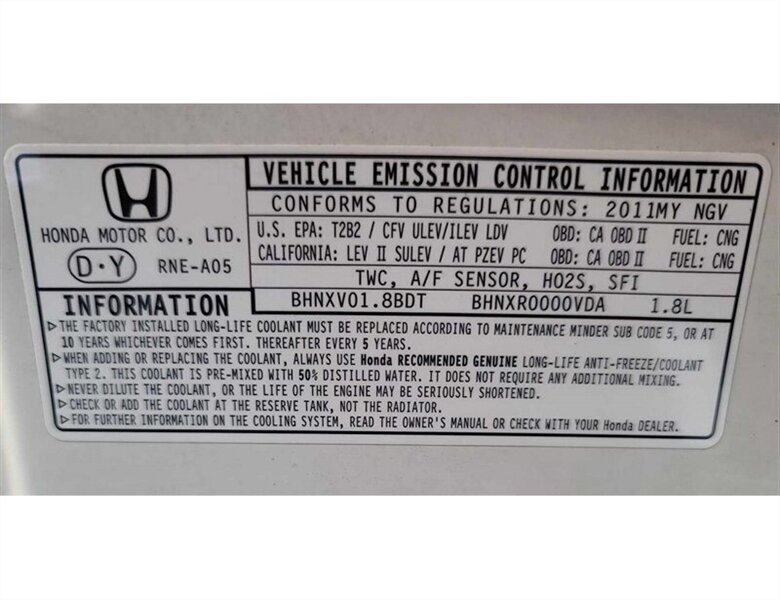 VEHICLE EMISSION CONTROL INFORMATION
CONFORMS TO REGULATIONS: 2011MY NGV
HONDA MOTOR CO., LTD.
D·Y RNE-A05
U.S. EPA: T2B2 / CFV ULEV/ILEV LDV OBD: CA OBD II FUEL: CNG
CALIFORNIA: LEV II SULEV / AT PZEV PC OBD: CA OBD II FUEL: CNG
TWC, A/F SENSOR, HO2S, SFI
BHNXV01.8BDT BHNXR0000VDA 1.8L
INFORMATION
▷THE FACTORY INSTALLED LONG-LIFE COOLANT MUST BE REPLACED ACCORDING TO MAINTENANCE MINDER SUB CODE 5, OR AT
10 YEARS WHICHEVER COMES FIRST. THEREAFTER EVERY 5 YEARS.
▷WHEN ADDING OR REPLACING THE COOLANT, ALWAYS USE Honda RECOMMENDED GENUINE LONG-LIFE ANTI-FREEZE/COOLANT
TYPE 2. THIS COOLANT IS PRE-MIXED WITH 50% DISTILLED WATER. IT DOES NOT REQUIRE ANY ADDITIONAL MIXING.
▷NEVER DILUTE THE COOLANT, OR THE LIFE OF THE ENGINE MAY BE SERIOUSLY SHORTENED.
▷CHECK OR ADD THE COOLANT AT THE RESERVE TANK, NOT THE RADIATOR.
▷FOR FURTHER INFORMATION ON THE COOLING SYSTEM, READ THE OWNER'S MANUAL OR CHECK WITH YOUR Honda DEALER.